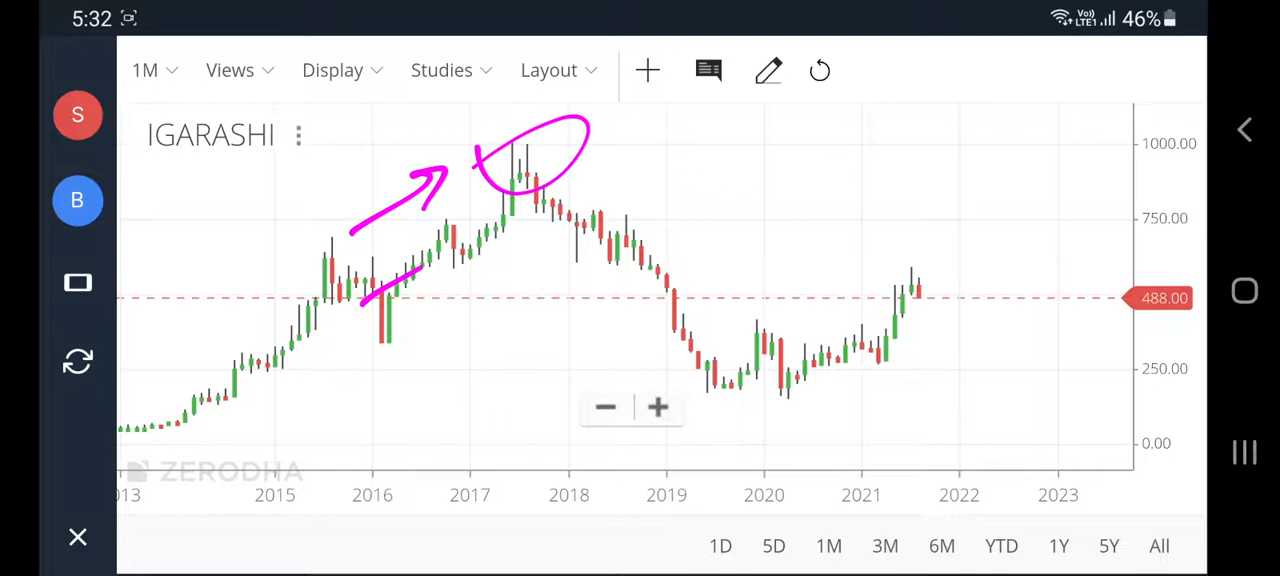 5:32 Vo) LTE1 46%
S
1M Views Display Studies Layout
IGARASHI
B
1000.00
750.00
488.00
250.00
0.00
ZERODHA
013 2015 2016 2017 2018 2019 2020 2021 2022 2023
1D 5D 1M 3M 6M YTD 1Y 5Y All